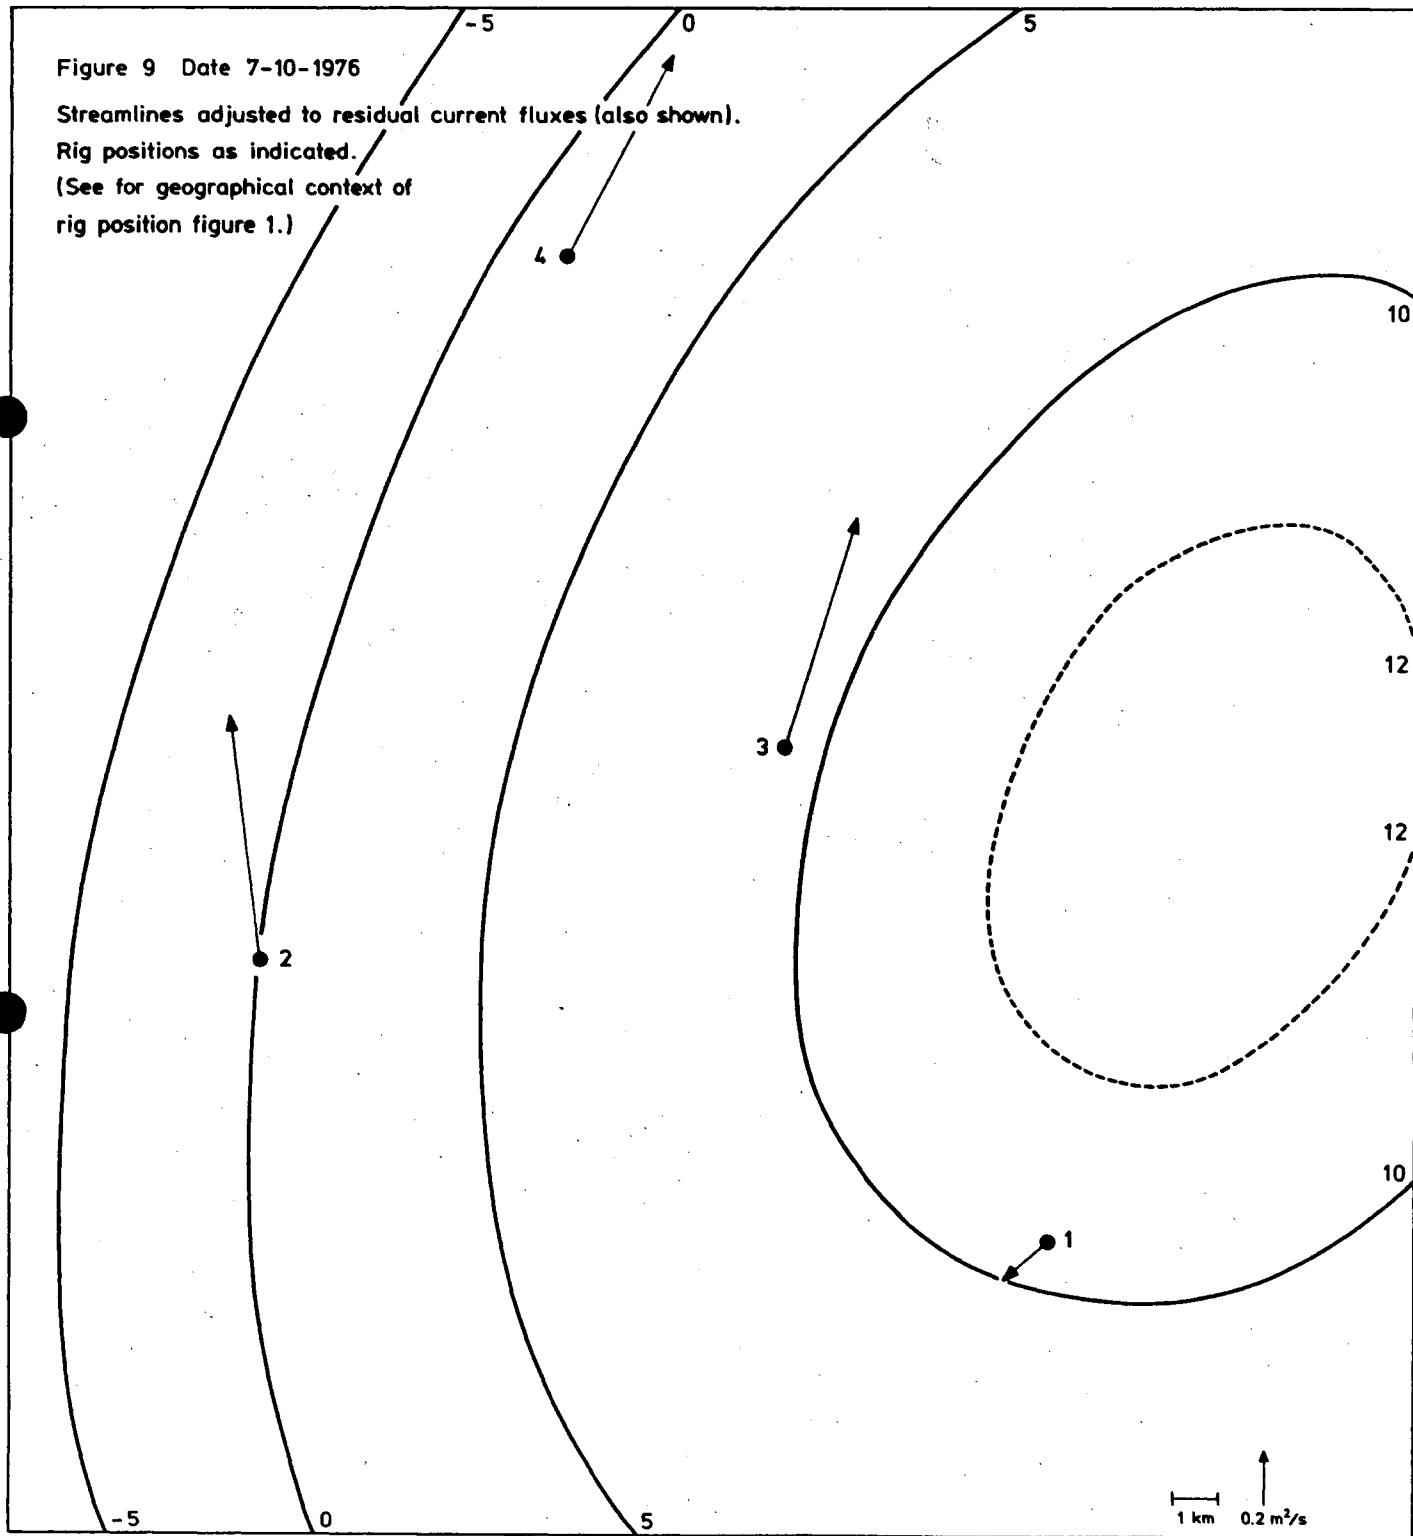 -5 0 5
Figure 9 Date 7-10-1976
Streamlines adjusted to residual current fluxes (also shown).
Rig positions as indicated.
(See for geographical context of
rig position figure 1.)
4
10
12
3
12
2
10
1
-5 0 5
1 km 0.2 m²/s